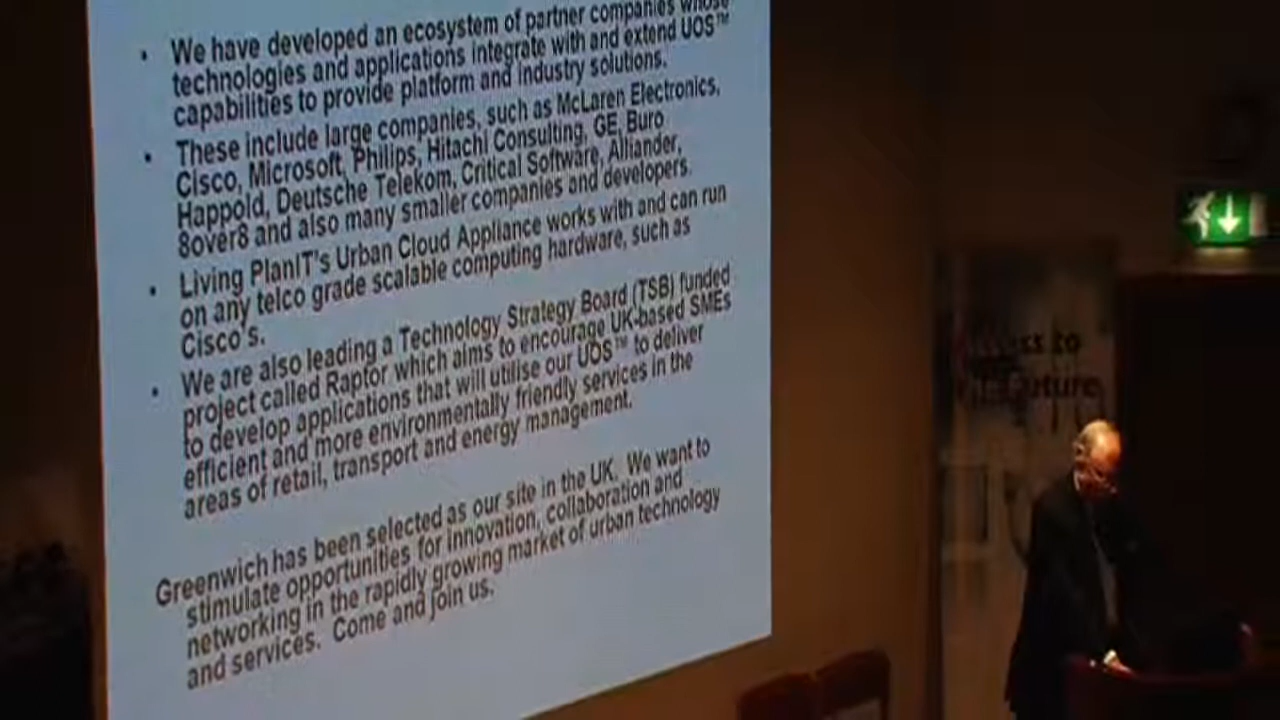 • We have developed an ecosystem of partner companies whose
technologies and applications integrate with and extend UOS™
capabilities to provide platform and industry solutions.
• These include large companies, such as McLaren Electronics,
Cisco, Microsoft, Philips, Hitachi Consulting, GE, Buro
Happold, Deutsche Telekom, Critical Software, Alliander,
8over8 and also many smaller companies and developers.
• Living PlanIT's Urban Cloud Appliance works with and can run
on any telco grade scalable computing hardware, such as
Cisco's.
• We are also leading a Technology Strategy Board (TSB) funded
project called Raptor which aims to encourage UK-based SMEs
to develop applications that will utilise our UOS™ to deliver
efficient and more environmentally friendly services in the
areas of retail, transport and energy management.
Greenwich has been selected as our site in the UK. We want to
stimulate opportunities for innovation, collaboration and
networking in the rapidly growing market of urban technology
and services. Come and join us.
to
Future